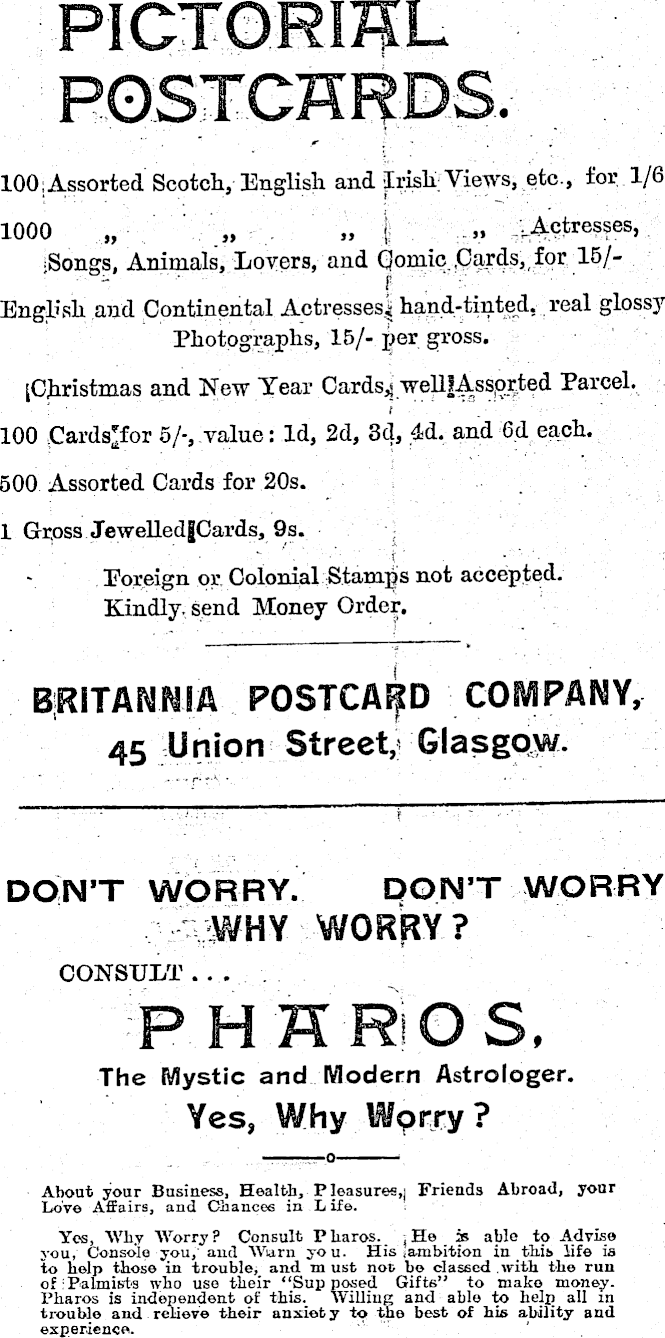 PICTORIAL
POSTCARDS.
100 Assorted Scotch, English and Irish Views, etc., for 1/6
1000 ,, ,, ,, ,, Actresses,
Songs, Animals, Lovers, and Comic Cards, for 15/-
English and Continental Actresses, hand-tinted, real glossy
Photographs, 15/- per gross.
Christmas and New Year Cards, well Assorted Parcel.
100 Cards for 5/-, value: 1d, 2d, 3d, 4d. and 6d each.
500 Assorted Cards for 20s.
1 Gross Jewelled Cards, 9s.
Foreign or Colonial Stamps not accepted.
Kindly send Money Order.
BRITANNIA POSTCARD COMPANY,
45 Union Street, Glasgow.
DON'T WORRY. DON'T WORRY
WHY WORRY?
CONSULT...
PHAROS,
The Mystic and Modern Astrologer.
Yes, Why Worry?
About your Business, Health, Pleasures, Friends Abroad, your
Love Affairs, and Chances in Life.
Yes, Why Worry? Consult Pharos. He is able to Advise
you, Console you, and Warn you. His ambition in this life is
to help those in trouble, and must not be classed with the run
of Palmists who use their "Supposed Gifts" to make money.
Pharos is independent of this. Willing and able to help all in
trouble and relieve their anxiety to the best of his ability and
experience.